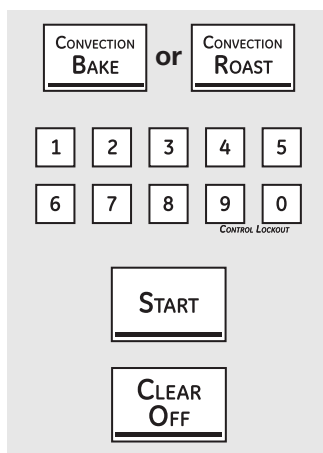 CONVECTION BAKE or CONVECTION ROAST
1 2 3 4 5
6 7 8 9 0
CONTROL LOCKOUT
START
CLEAR
OFF